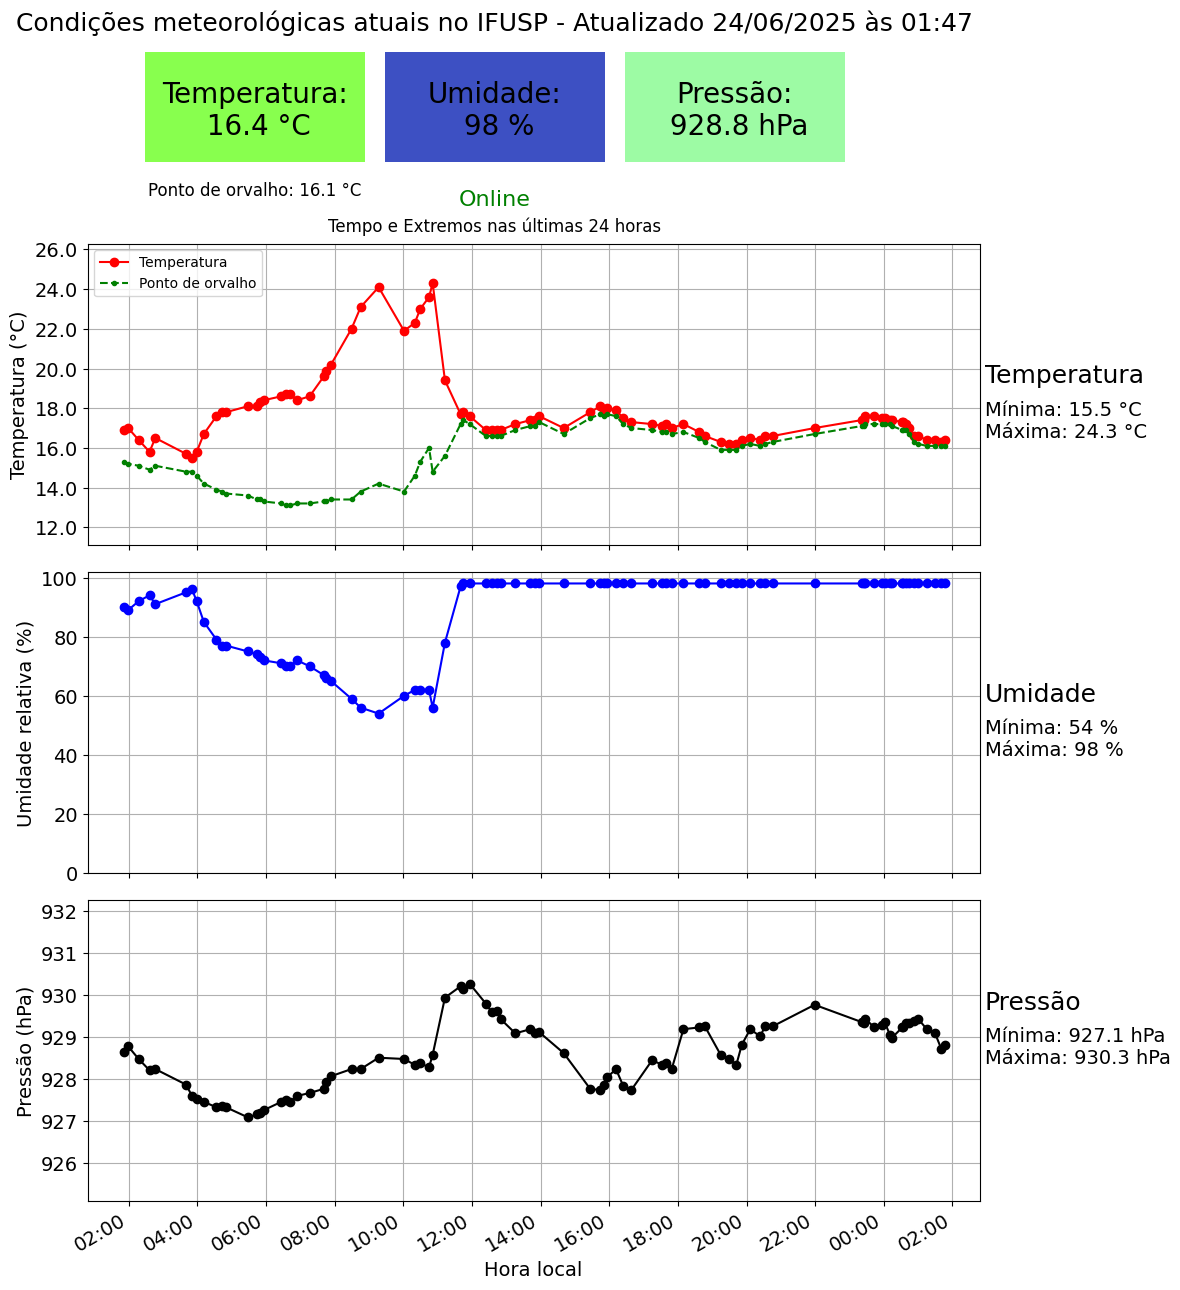 Condições meteorológicas atuais no IFUSP - Atualizado 24/06/2025 às 01:47
Temperatura:
16.4 °C
Umidade:
98 %
Pressão:
928.8 hPa
Ponto de orvalho: 16.1 °C
Online
Tempo e Extremos nas últimas 24 horas
Temperatura (°C)
26.0
24.0
22.0
20.0
18.0
16.0
14.0
12.0
Temperatura
Ponto de orvalho
Temperatura
Mínima: 15.5 °C
Máxima: 24.3 °C
Umidade relativa (%)
100
80
60
40
20
0
Umidade
Mínima: 54 %
Máxima: 98 %
Pressão (hPa)
932
931
930
929
928
927
926
Pressão
Mínima: 927.1 hPa
Máxima: 930.3 hPa
02:00 04:00 06:00 08:00 10:00 12:00 14:00 16:00 18:00 20:00 22:00 00:00 02:00
Hora local